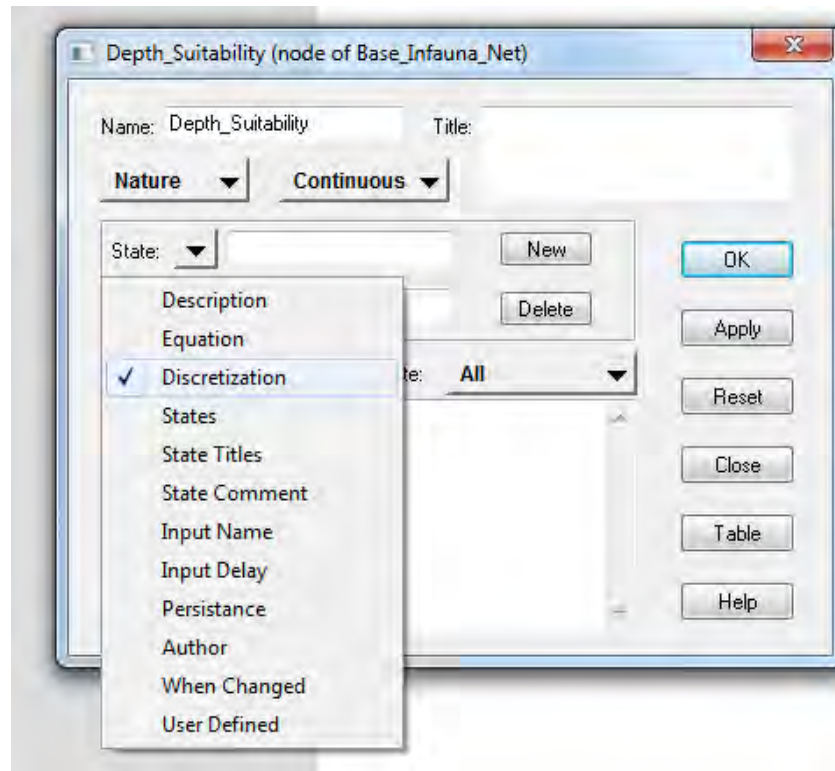 Depth_Suitability (node of Base_Infauna_Net)
Name: Depth_Suitability Title:
Nature Continuous
State: New
OK
Description Delete
Equation Apply
✓ Discretization te: All
Reset
States
State Titles
Close
State Comment
Input Name Table
Input Delay
Persistance Help
Author
When Changed
User Defined